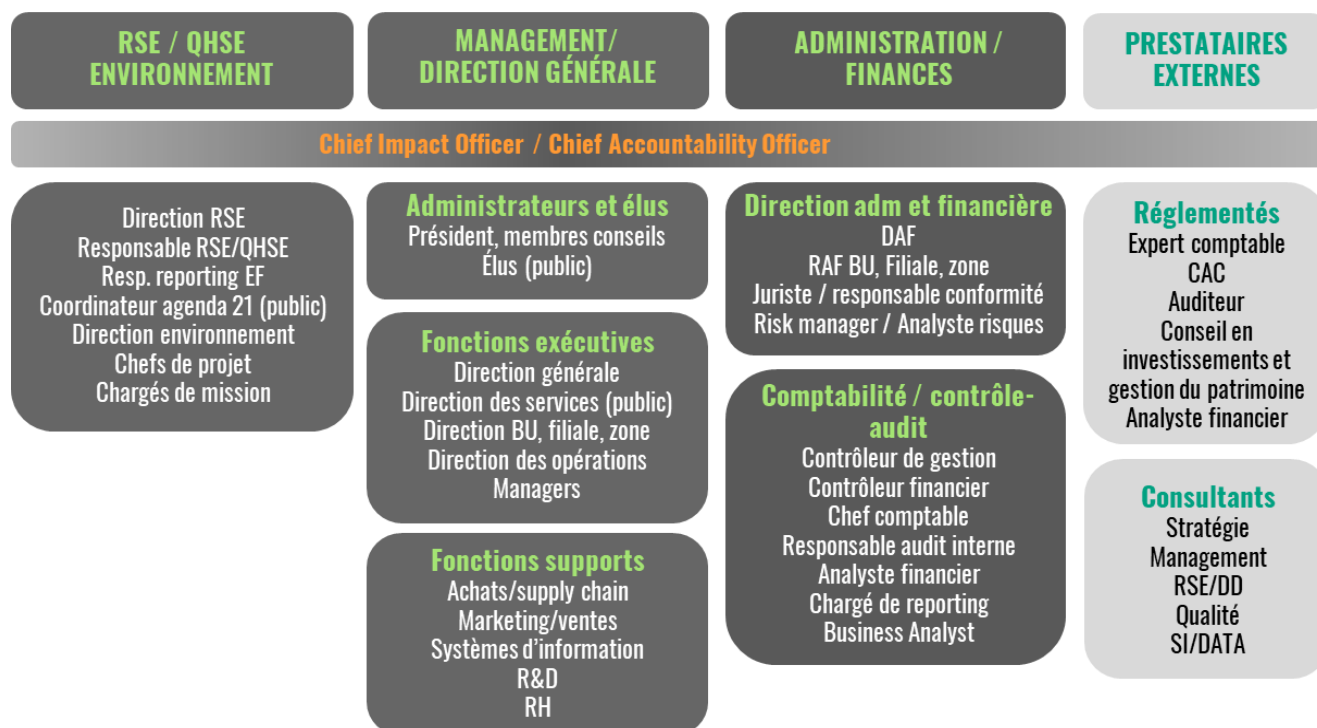 RSE / QHSE
ENVIRONNEMENT
MANAGEMENT/
DIRECTION GÉNÉRALE
ADMINISTRATION /
FINANCES
PRESTATAIRES
EXTERNES
Chief Impact Officer / Chief Accountability Officer
Direction RSE
Responsable RSE/QHSE
Resp. reporting EF
Coordinateur agenda 21 (public)
Direction environnement
Chefs de projet
Chargés de mission
Administrateurs et élus
Président, membres conseils
Élus (public)
Fonctions exécutives
Direction générale
Direction des services (public)
Direction BU, filiale, zone
Direction des opérations
Managers
Fonctions supports
Achats/supply chain
Marketing/ventes
Systèmes d’information
R&D
RH
Direction adm et financière
DAF
RAF BU, Filiale, zone
Juriste / responsable conformité
Risk manager / Analyste risques
Comptabilité / contrôle-
audit
Contrôleur de gestion
Contrôleur financier
Chef comptable
Responsable audit interne
Analyste financier
Chargé de reporting
Business Analyst
Réglementés
Expert comptable
CAC
Auditeur
Conseil en
investissements et
gestion du patrimoine
Analyste financier
Consultants
Stratégie
Management
RSE/DD
Qualité
SI/DATA